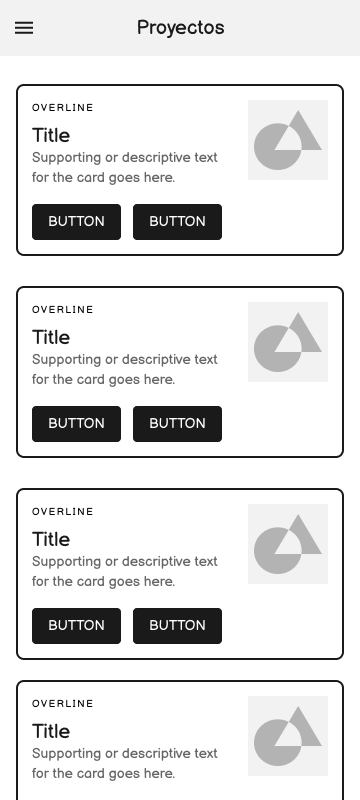 Proyectos
OVERLINE
Title
Supporting or descriptive text
for the card goes here.
BUTTON BUTTON
OVERLINE
Title
Supporting or descriptive text
for the card goes here.
BUTTON BUTTON
OVERLINE
Title
Supporting or descriptive text
for the card goes here.
BUTTON BUTTON
OVERLINE
Title
Supporting or descriptive text
for the card goes here.